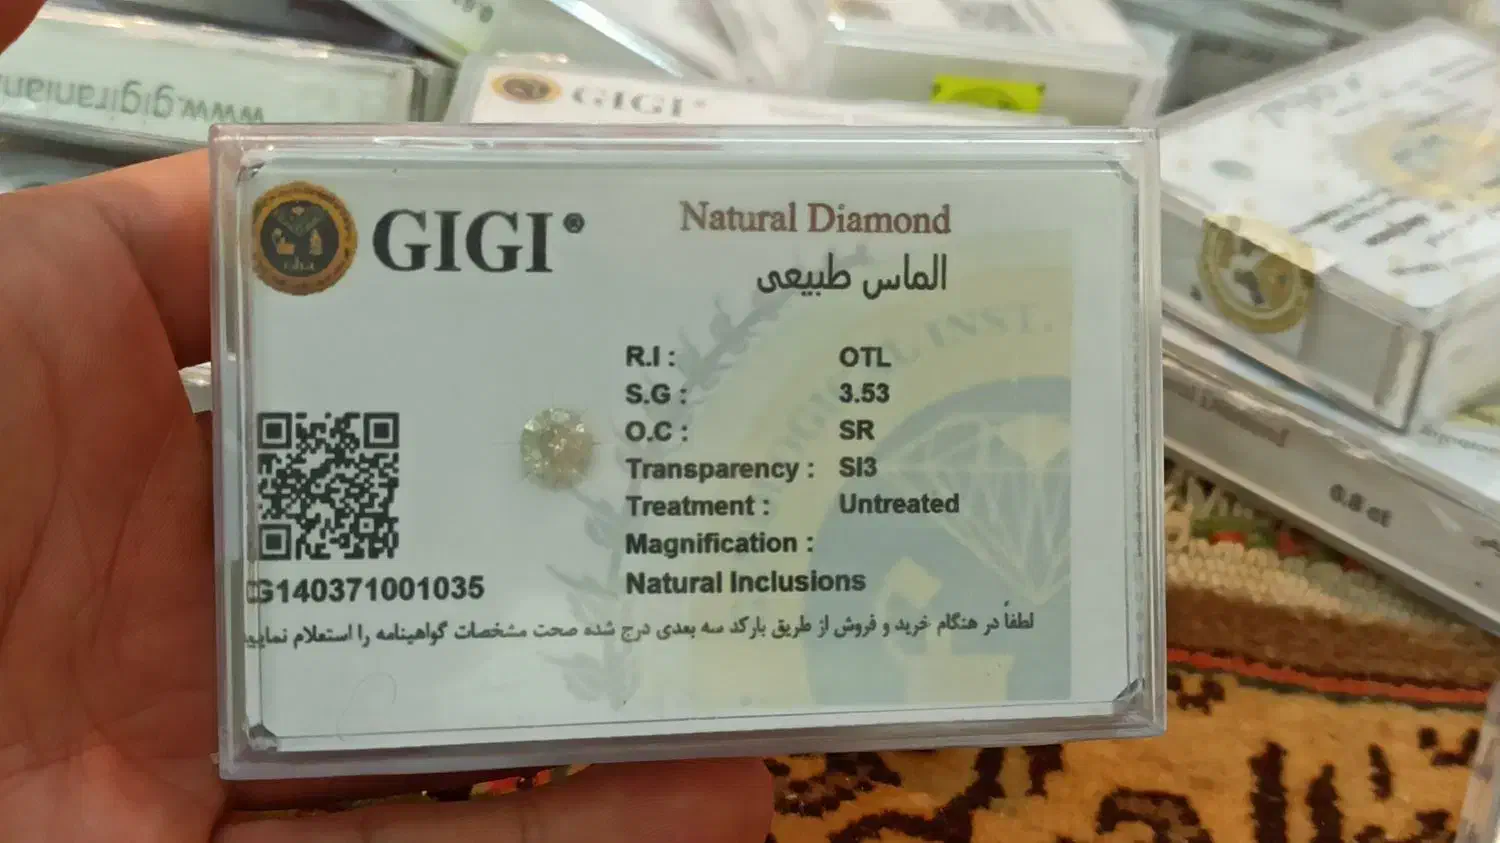 www.gigiranian
GIGI
GIGI®
Natural Diamond
الماس طبیعی
R.I : OTL
S.G : 3.53
O.C : SR
Transparency : SI3
Treatment : Untreated
Magnification :
Natural Inclusions
G140371001035
لطفاً در هنگام خرید و فروش از طریق بارکد سه بعدی درج شده صحت مشخصات گواهینامه را استعلام نمایید
INST.
Diamond
0.8 ct